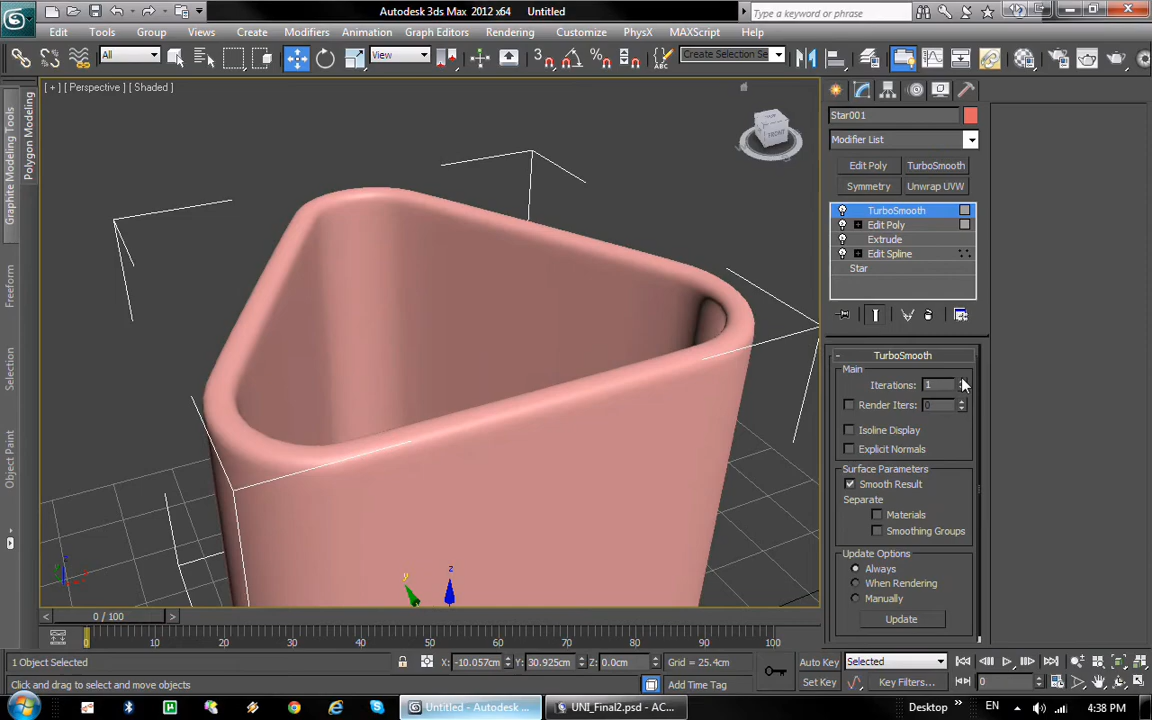 Autodesk 3ds Max 2012 x64 Untitled
Type a keyword or phrase
Edit Tools Group Views Create Modifiers Animation Graph Editors Rendering Customize PhysX MAXScript Help
All
View
3
Create Selection Se
[ + ] [ Perspective ] [ Shaded ]
Graphite Modeling Tools
Polygon Modeling
Freeform
Selection
Object Paint
FRONT
Star001
Modifier List
Edit Poly TurboSmooth
Symmetry Unwrap UVW
TurboSmooth
Edit Poly
Extrude
Edit Spline
Star
- TurboSmooth
Main
Iterations: 1
Render Iters: 0
Isoline Display
Explicit Normals
Surface Parameters
Smooth Result
Separate
Materials
Smoothing Groups
Update Options
Always
When Rendering
Manually
Update
z
y
0 / 100
0 10 20 30 40 50 60 70 80 90 100
1 Object Selected X: -10.057cm Y: 30.925cm Z: 0.0cm Grid = 25.4cm Auto Key Selected
Click and drag to select and move objects Add Time Tag Set Key Key Filters... 0
Untitled - Autodesk ... UNI_Final2.psd - AC... Desktop » EN 4:38 PM